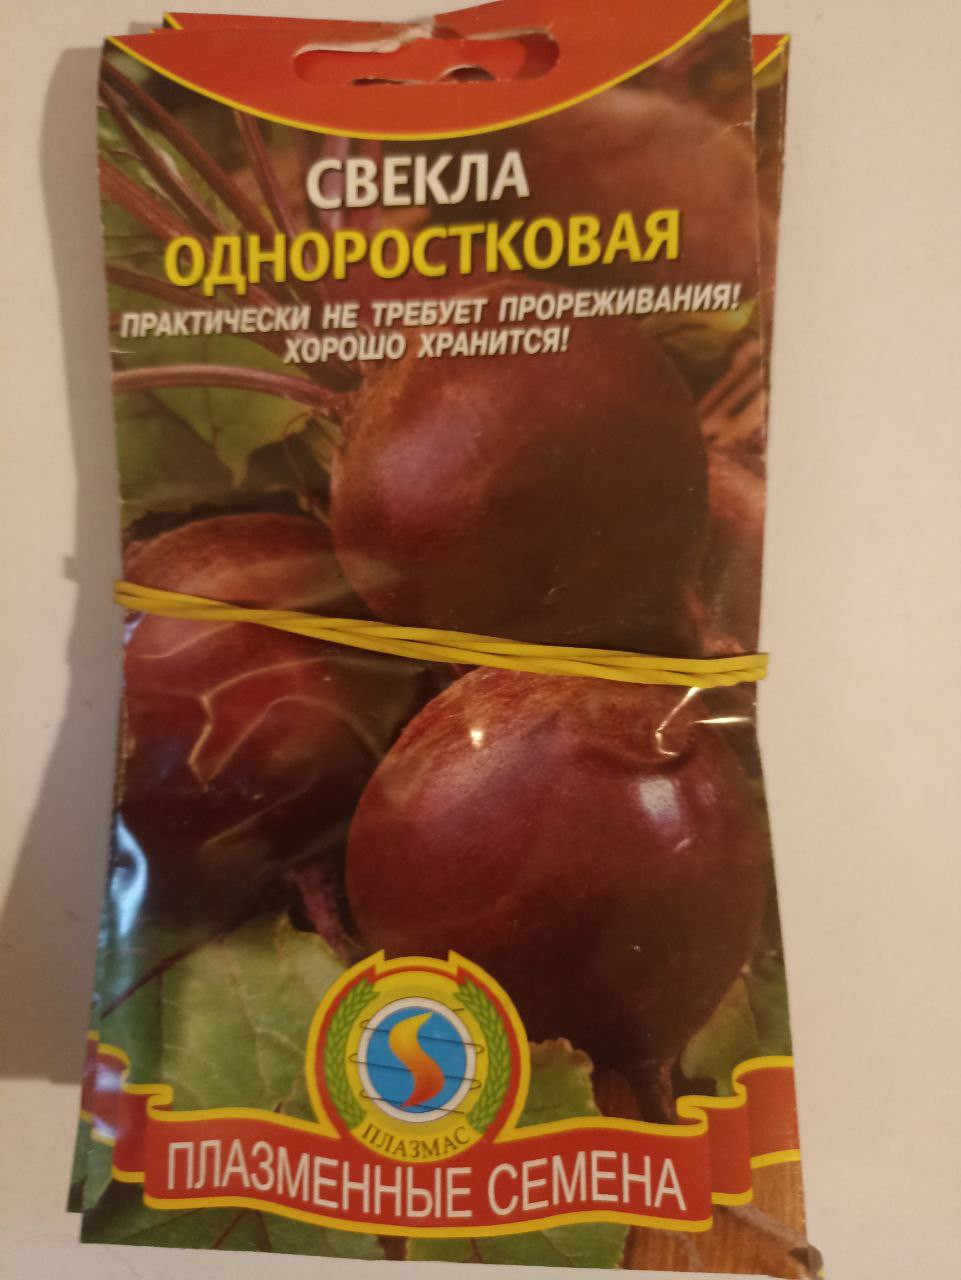 СВЕКЛА
ОДНОРОСТКОВАЯ
ПРАКТИЧЕСКИ НЕ ТРЕБУЕТ ПРОРЕЖИВАНИЯ!
ХОРОШО ХРАНИТСЯ!
ПЛАЗМАС
ПЛАЗМЕННЫЕ СЕМЕНА